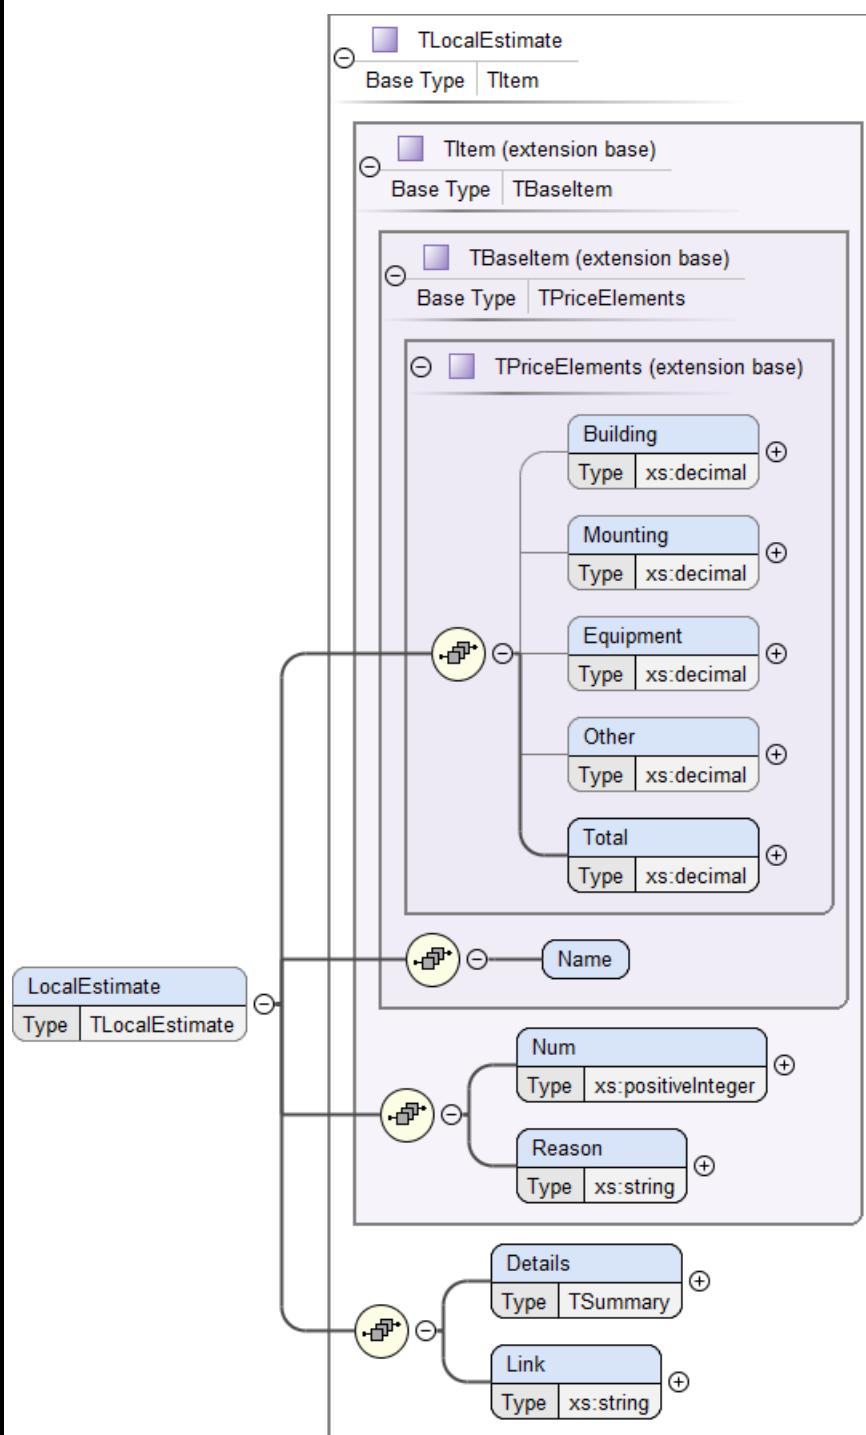 TLocalEstimate
Base Type TItem
TItem (extension base)
Base Type TBaseItem
TBaseItem (extension base)
Base Type TPriceElements
TPriceElements (extension base)
Building
Type xs:decimal
Mounting
Type xs:decimal
Equipment
Type xs:decimal
Other
Type xs:decimal
Total
Type xs:decimal
Name
LocalEstimate
Type TLocalEstimate
Num
Type xs:positiveInteger
Reason
Type xs:string
Details
Type TSummary
Link
Type xs:string